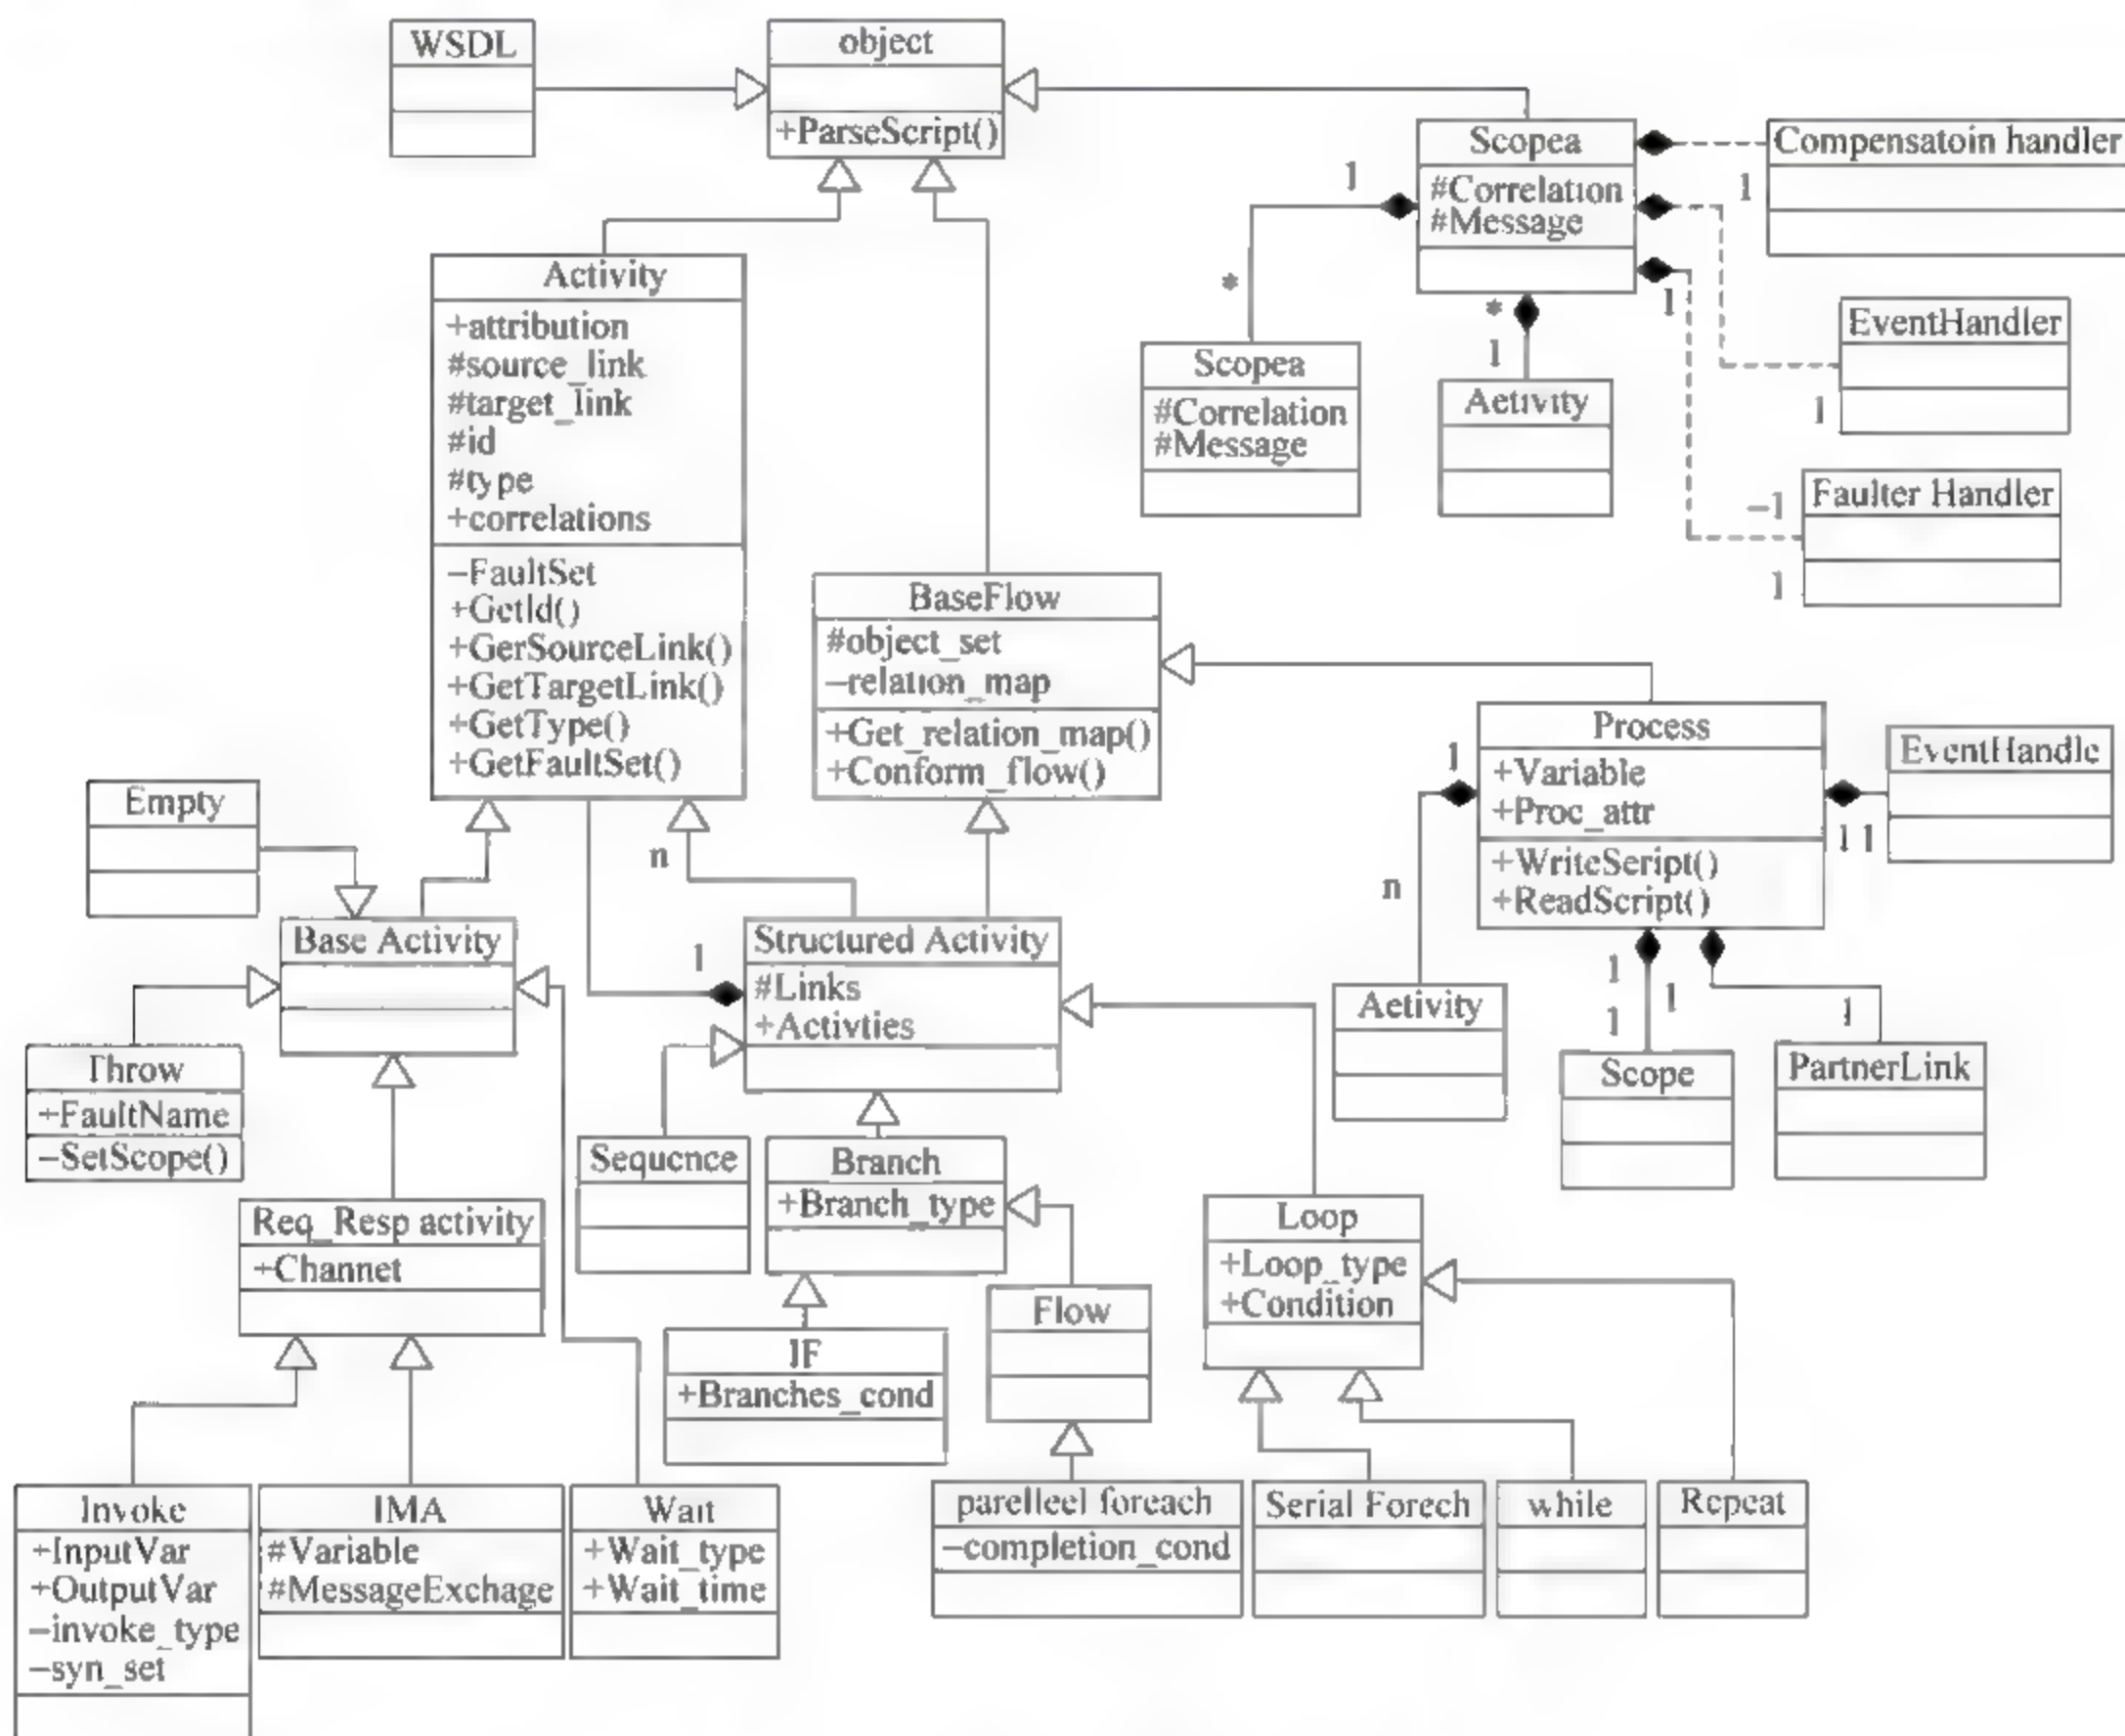 WSDL
object
+ParseScript()
Scopea
#Correlation
#Message
Compensatoin handler
1
1
*
*
1
1
EventHandler
1
Faulter Handler
−1
1
Scopea
#Correlation
#Message
Aetivity
Activity
+attribution
#source_link
#target_link
#id
#type
+correlations
−FaultSet
+GetId()
+GerSourceLink()
+GetTargetLink()
+GetType()
+GetFaultSet()
BaseFlow
#object_set
−relation_map
+Get_relation_map()
+Conform_flow()
Process
+Variable
+Proc_attr
+WriteSeript()
+ReadScript()
EventHandle
1
1 1
n
1
1
1
1
Aetivity
Scope
PartnerLink
Empty
n
1
Base Activity
Structured Activity
#Links
+Activties
Throw
+FaultName
−SetScope()
Sequence
Branch
+Branch_type
Req_Resp activity
+Channet
Loop
+Loop_type
+Condition
Flow
IF
+Branches_cond
Invoke
+InputVar
+OutputVar
−invoke_type
−syn_set
IMA
#Variable
#MessageExchage
Wait
+Wait_type
+Wait_time
parelleel foreach
−completion_cond
Serial Forech
while
Repeat